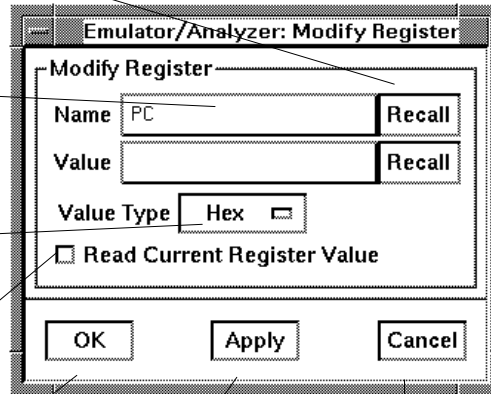 Emulator/Analyzer: Modify Register
Modify Register
Name PC Recall
Value Recall
Value Type Hex
Read Current Register Value
OK Apply Cancel